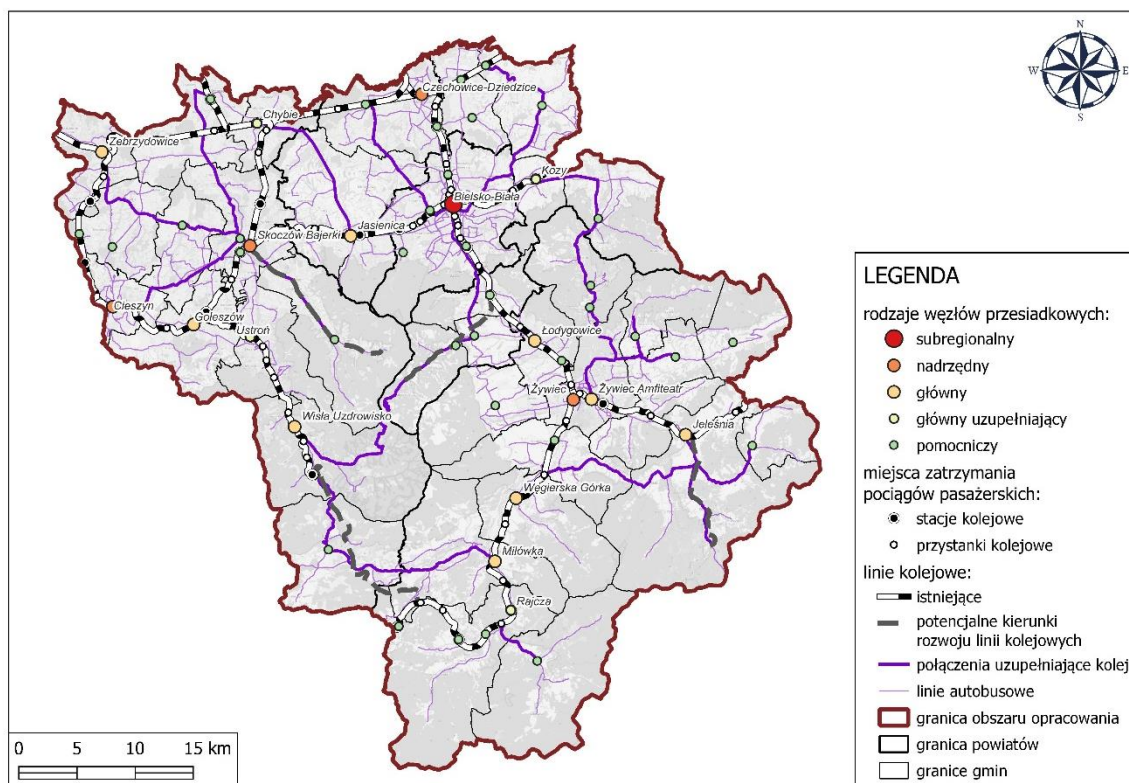 N
W E
S
Czechowice-Dziedzice
Chybie
Zebrzydowice
Kozy
Bielsko-Biała
Jasienica
Skoczów Bajerki
Cieszyn
Goleszów
Ustroń
Łodygowice
Żywiec
Żywiec Amfiteatr
Wisła Uzdrowisko
Jeleśnia
Węgierska Górka
Milówka
Rajcza
LEGENDA
rodzaje węzłów przesiadkowych:
subregionalny
nadrzędny
główny
główny uzupełniający
pomocniczy
miejsca zatrzymania
pociągów pasażerskich:
stacje kolejowe
przystanki kolejowe
linie kolejowe:
istniejące
potencjalne kierunki
rozwoju linii kolejowych
połączenia uzupełniające kolej
linie autobusowe
granica obszaru opracowania
granica powiatów
granice gmin
0 5 10 15 km